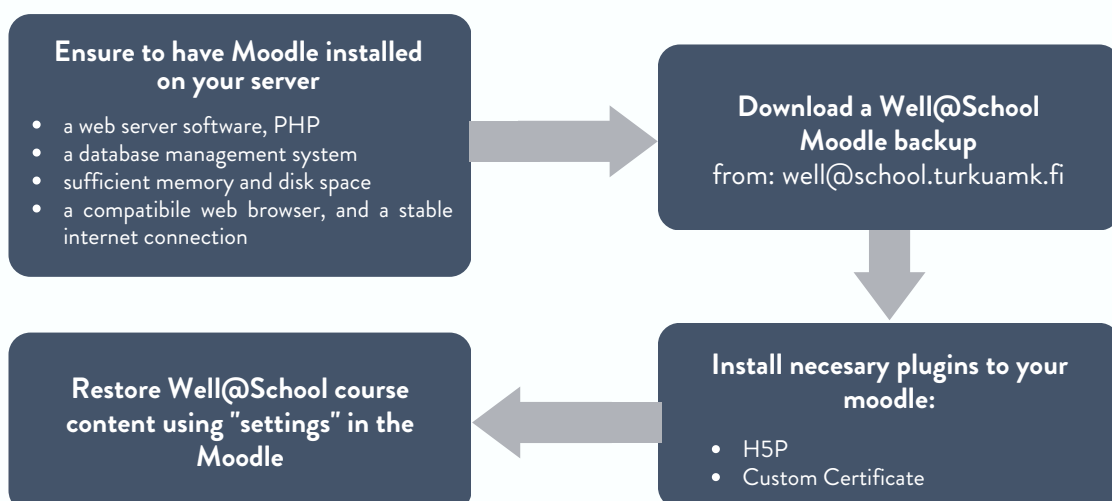 Ensure to have Moodle installed
on your server
• a web server software, PHP
• a database management system
• sufficient memory and disk space
• a compatibile web browser, and a stable
internet connection
Download a Well@School
Moodle backup
from: well@school.turkuamk.fi
Install necesary plugins to your
moodle:
• H5P
• Custom Certificate
Restore Well@School course
content using "settings" in the
Moodle